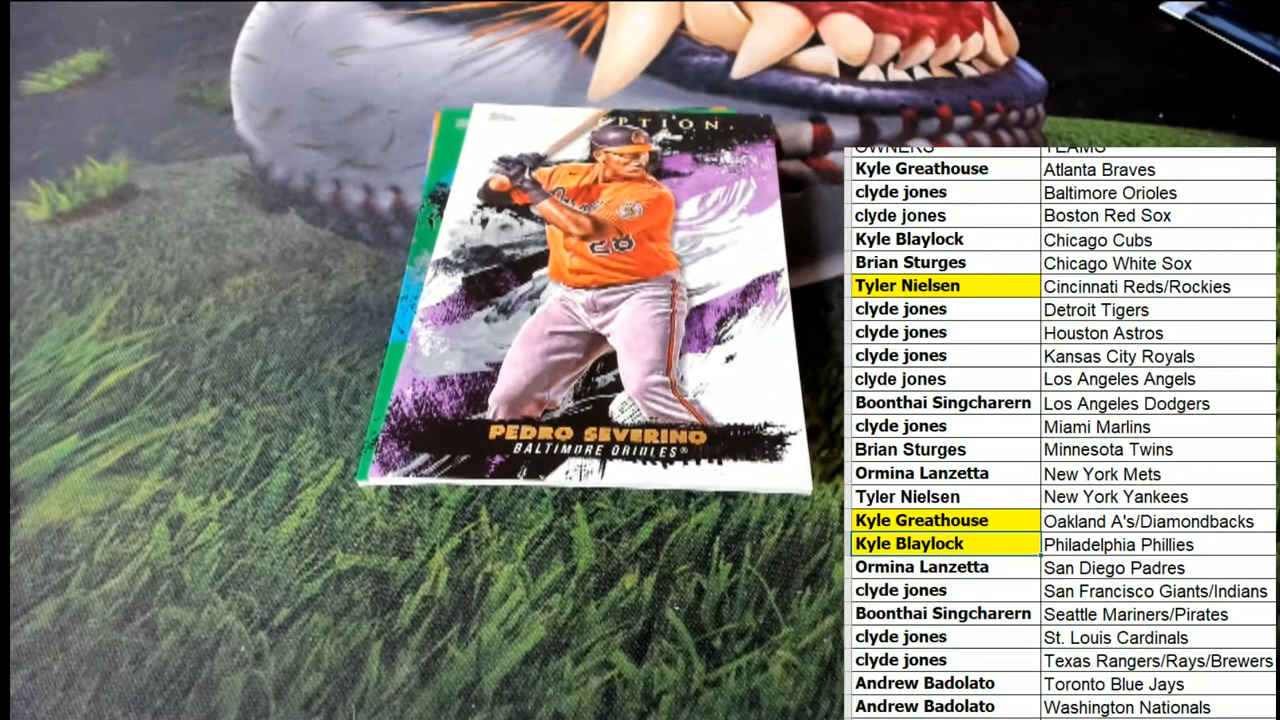 PTION
28
PEDRO SEVERINO
BALTIMORE ORIOLES®
OWNERS TEAMS
Kyle Greathouse Atlanta Braves
clyde jones Baltimore Orioles
clyde jones Boston Red Sox
Kyle Blaylock Chicago Cubs
Brian Sturges Chicago White Sox
Tyler Nielsen Cincinnati Reds/Rockies
clyde jones Detroit Tigers
clyde jones Houston Astros
clyde jones Kansas City Royals
clyde jones Los Angeles Angels
Boonthai Singcharern Los Angeles Dodgers
clyde jones Miami Marlins
Brian Sturges Minnesota Twins
Ormina Lanzetta New York Mets
Tyler Nielsen New York Yankees
Kyle Greathouse Oakland A's/Diamondbacks
Kyle Blaylock Philadelphia Phillies
Ormina Lanzetta San Diego Padres
clyde jones San Francisco Giants/Indians
Boonthai Singcharern Seattle Mariners/Pirates
clyde jones St. Louis Cardinals
clyde jones Texas Rangers/Rays/Brewers
Andrew Badolato Toronto Blue Jays
Andrew Badolato Washington Nationals